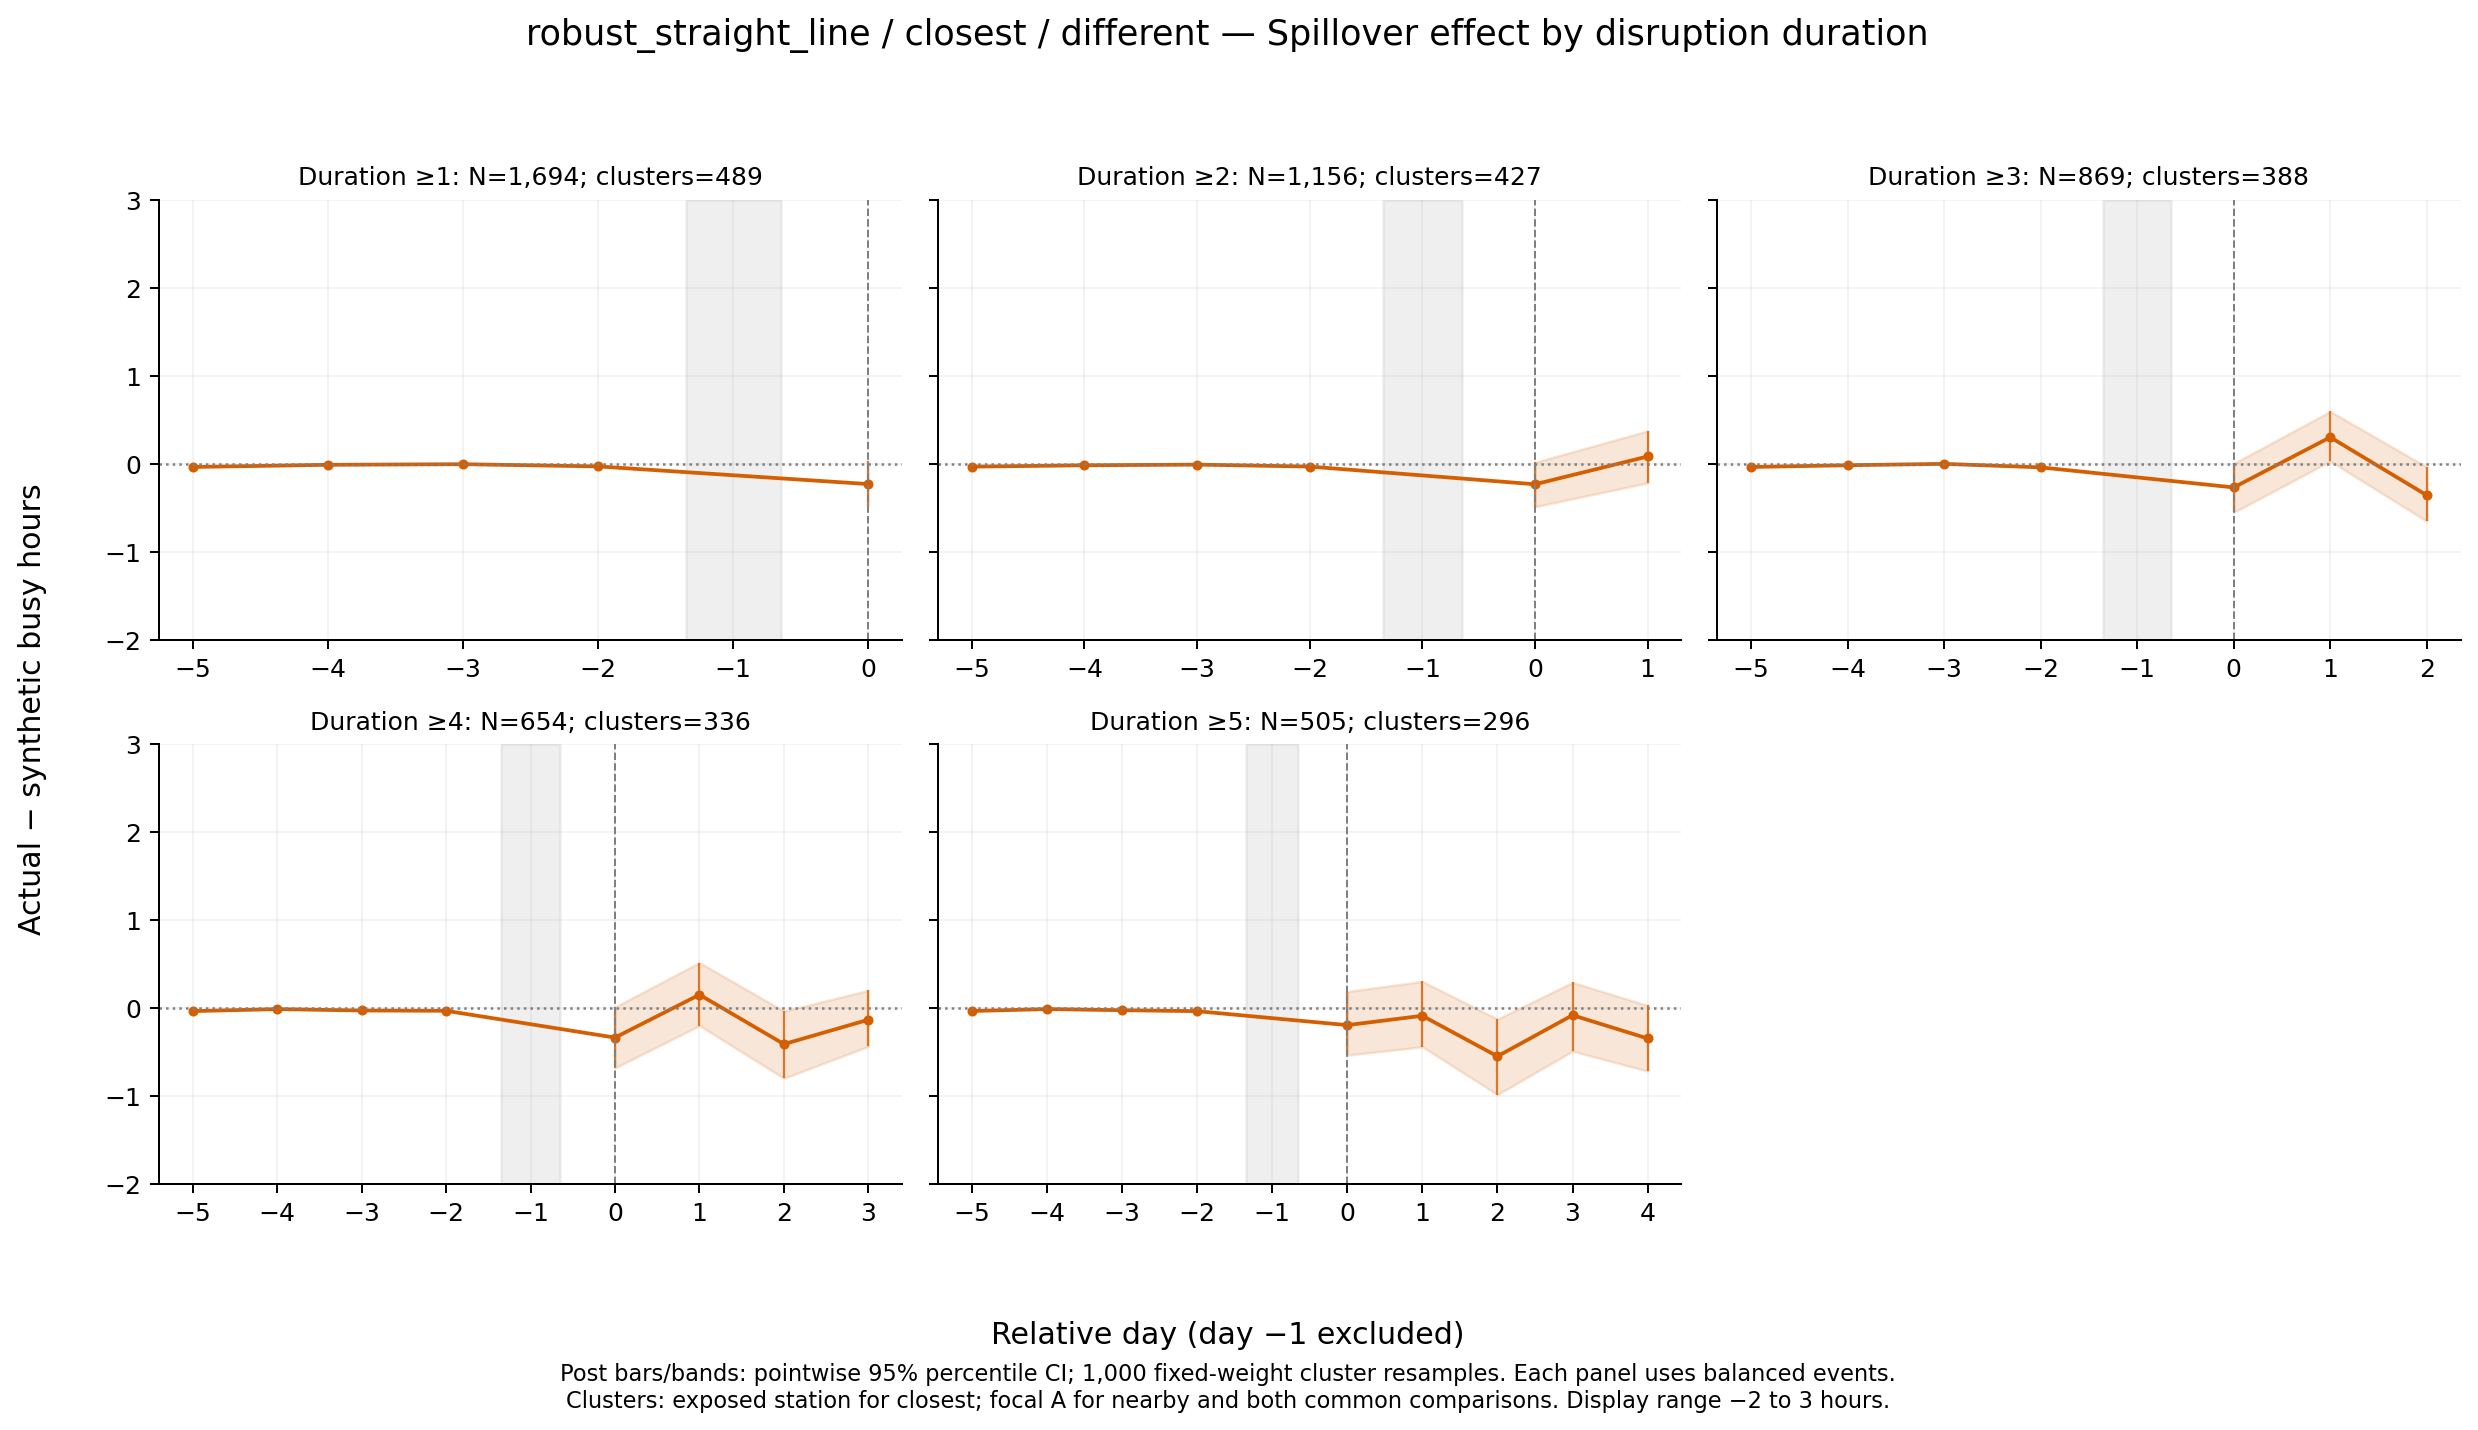 robust_straight_line / closest / different — Spillover effect by disruption duration
Duration ≥1: N=1,694; clusters=489
Duration ≥2: N=1,156; clusters=427
Duration ≥3: N=869; clusters=388
3
2
1
0
−1
−2
−5 −4 −3 −2 −1 0
−5 −4 −3 −2 −1 0 1
−5 −4 −3 −2 −1 0 1 2
Actual − synthetic busy hours
Duration ≥4: N=654; clusters=336
Duration ≥5: N=505; clusters=296
3
2
1
0
−1
−2
−5 −4 −3 −2 −1 0 1 2 3
−5 −4 −3 −2 −1 0 1 2 3 4
Relative day (day −1 excluded)
Post bars/bands: pointwise 95% percentile CI; 1,000 fixed-weight cluster resamples. Each panel uses balanced events.
Clusters: exposed station for closest; focal A for nearby and both common comparisons. Display range −2 to 3 hours.